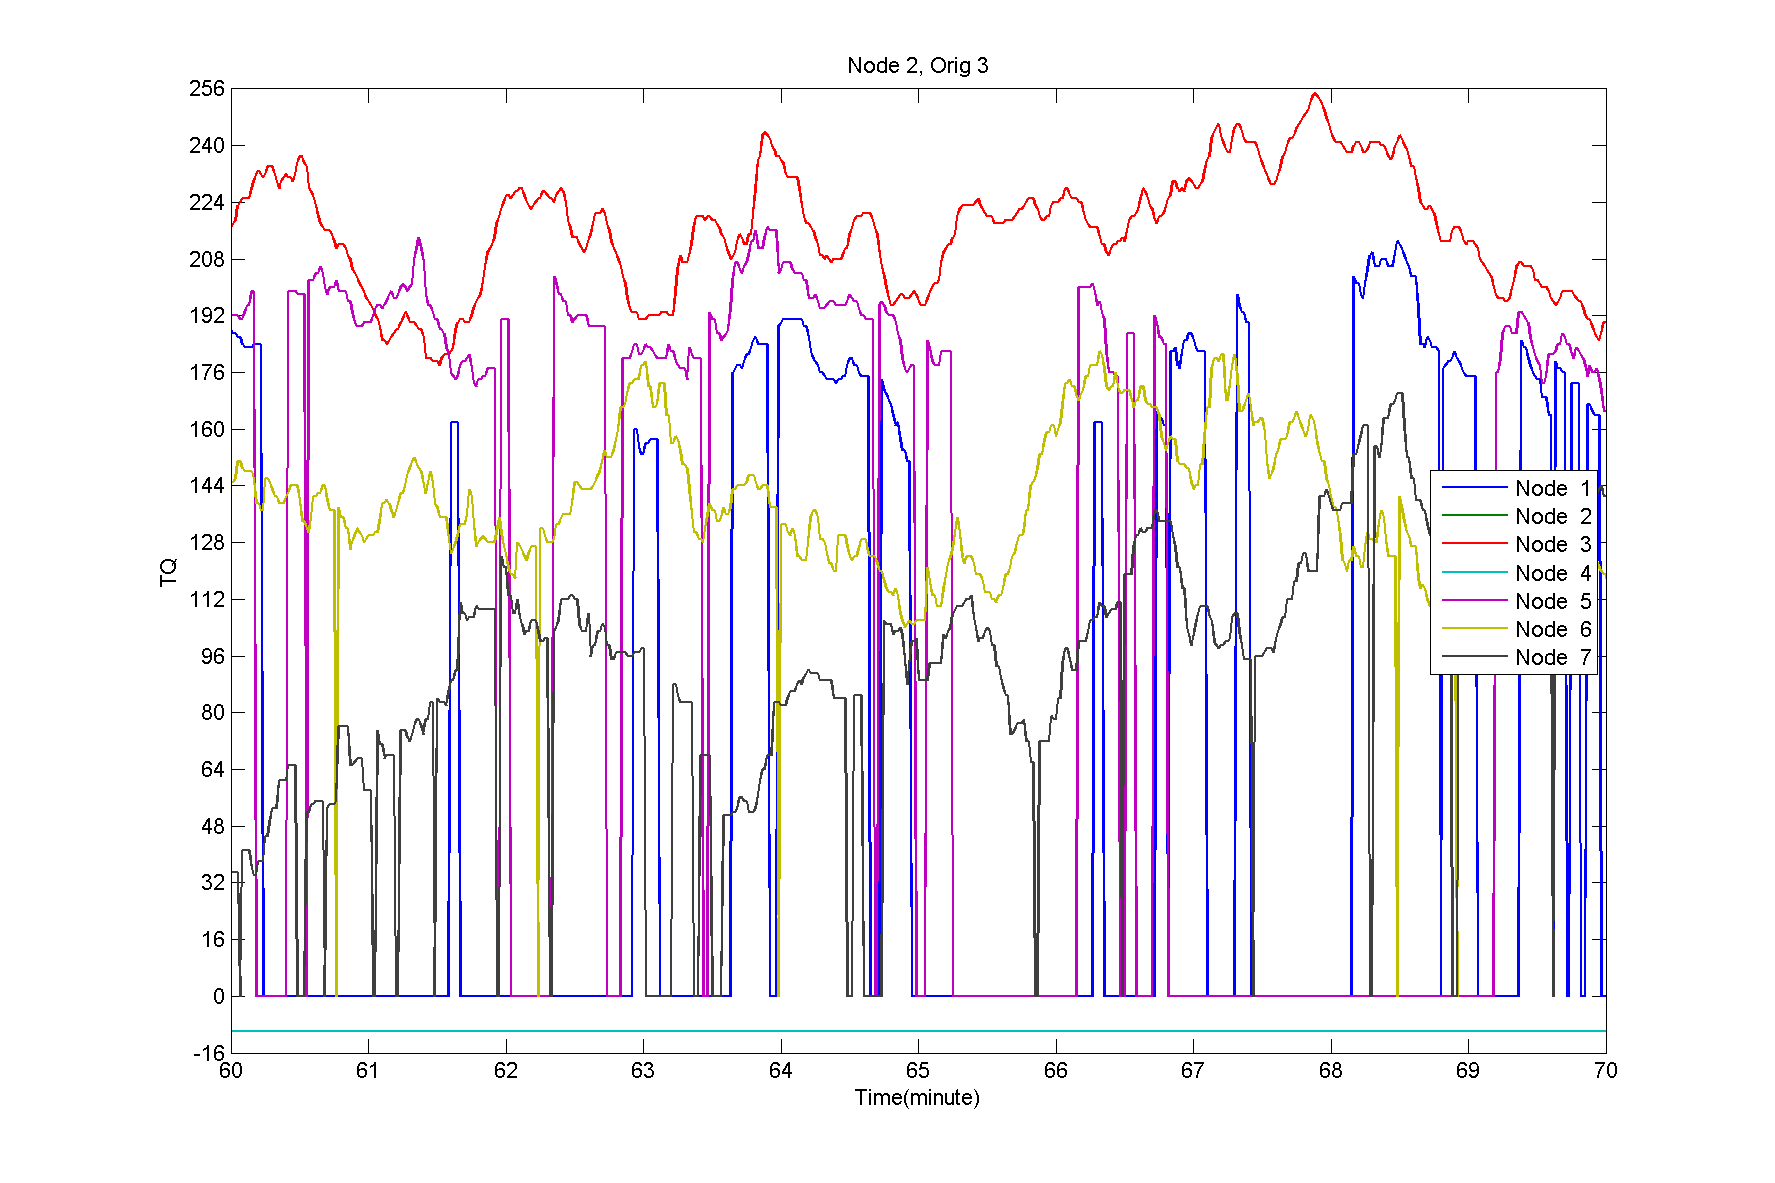 Node 2, Orig 3
256
240
224
208
192
176
160
144
128
112
96
80
64
48
32
16
0
-16
TQ
Node 1
Node 2
Node 3
Node 4
Node 5
Node 6
Node 7
60 61 62 63 64 65 66 67 68 69 70
Time(minute)